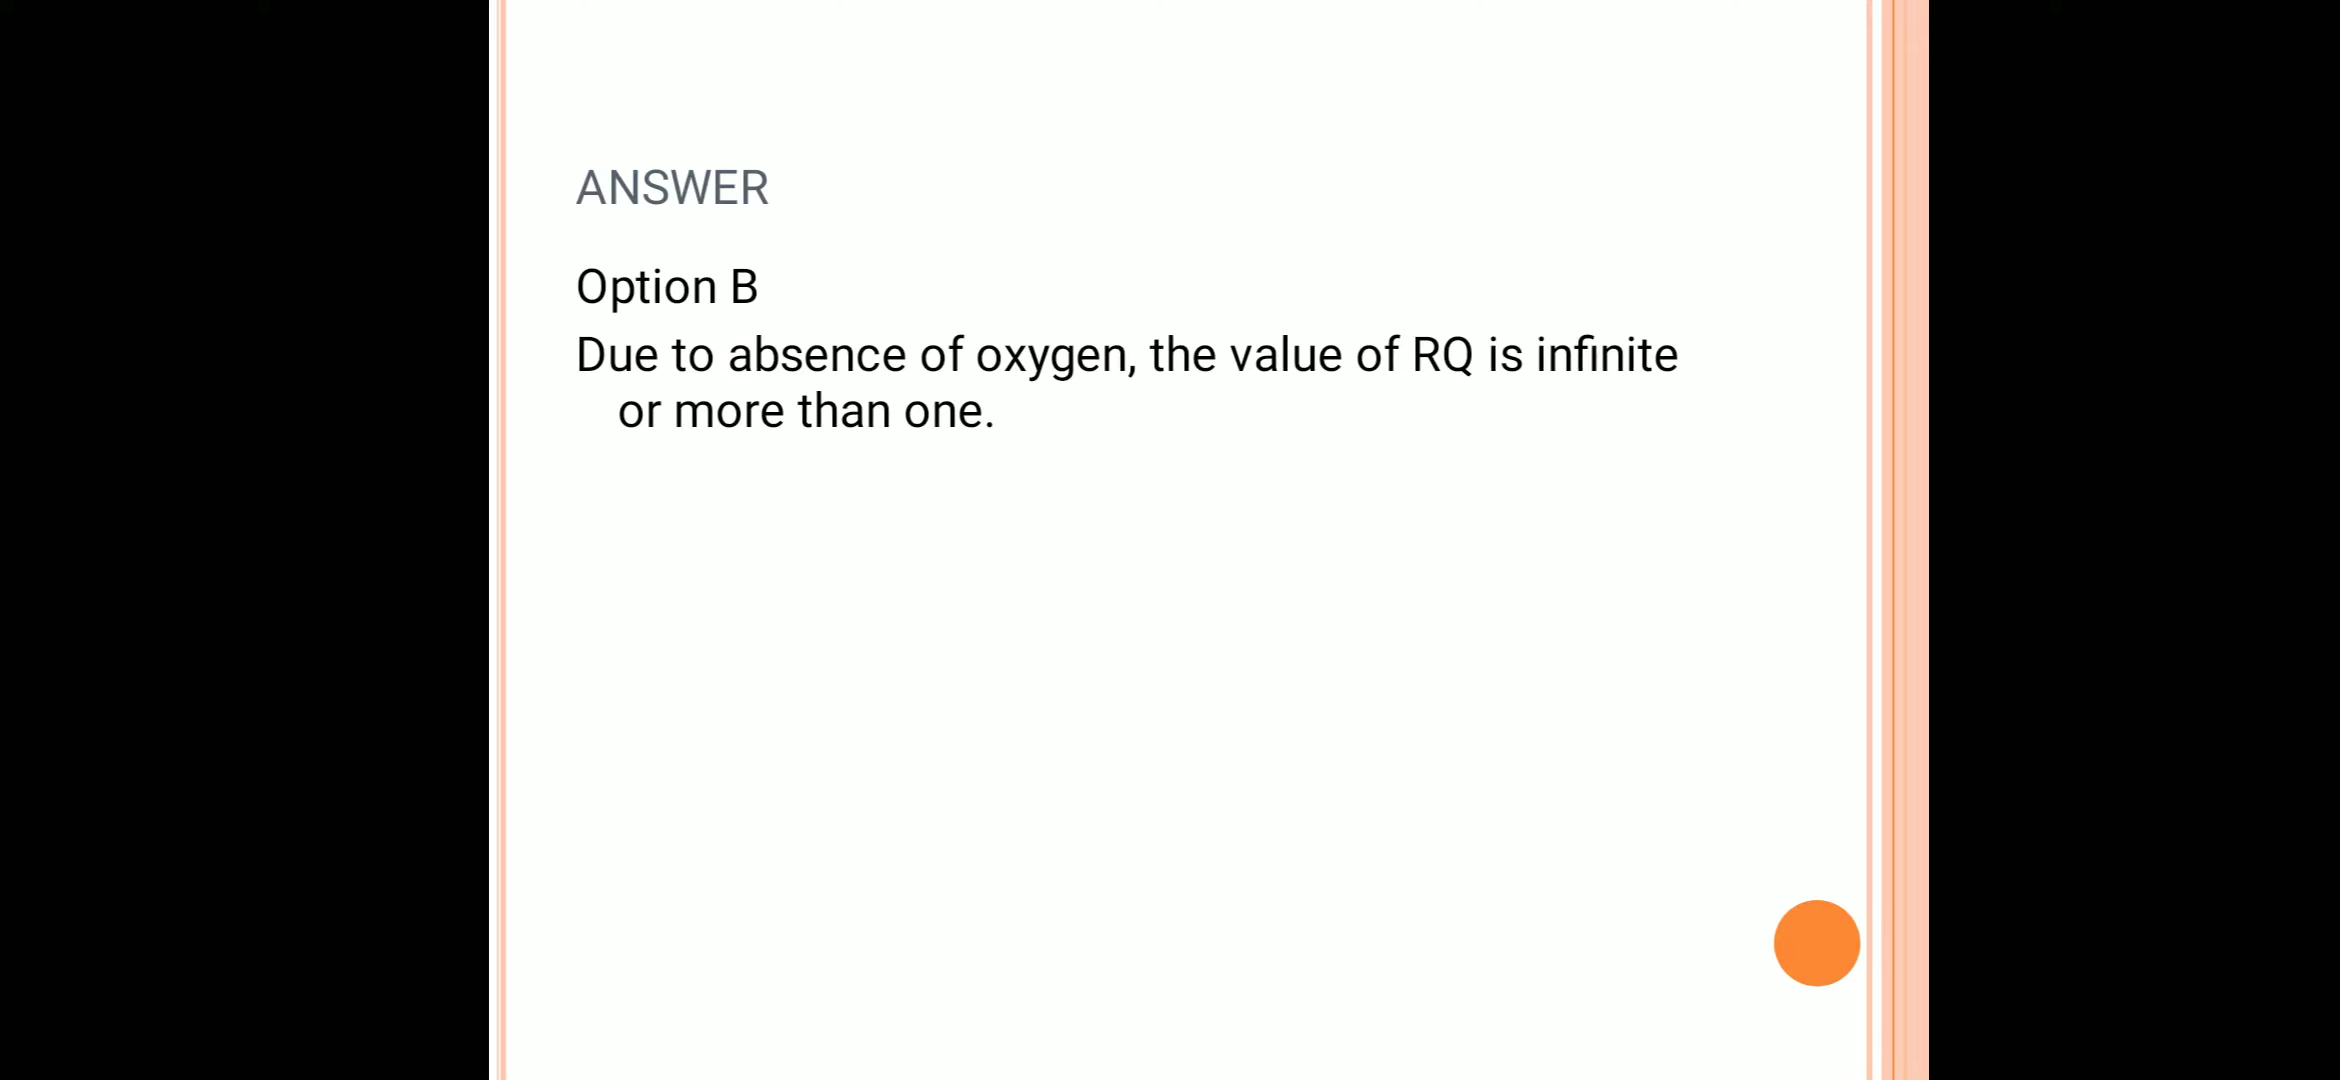 ANSWER
Option B
Due to absence of oxygen, the value of RQ is infinite
or more than one.